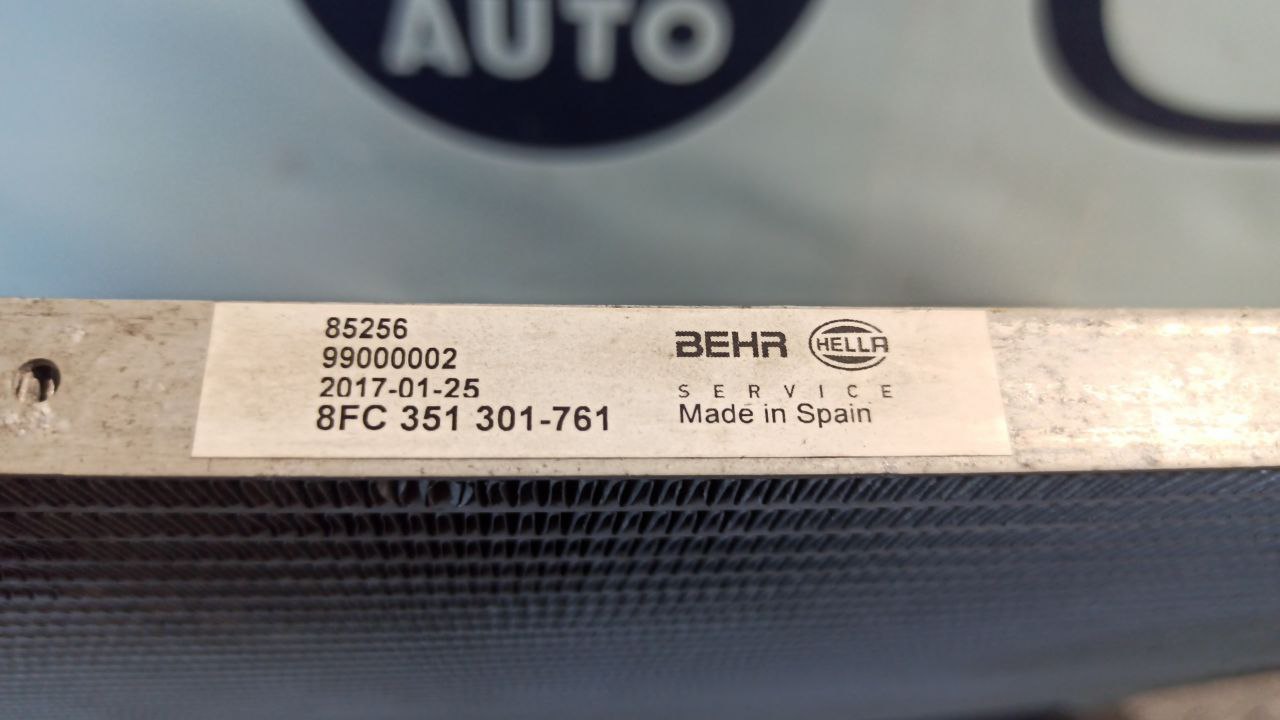 AUTO
85256
99000002
2017-01-25
8FC 351 301-761
BEHR HELLA
SERVICE
Made in Spain